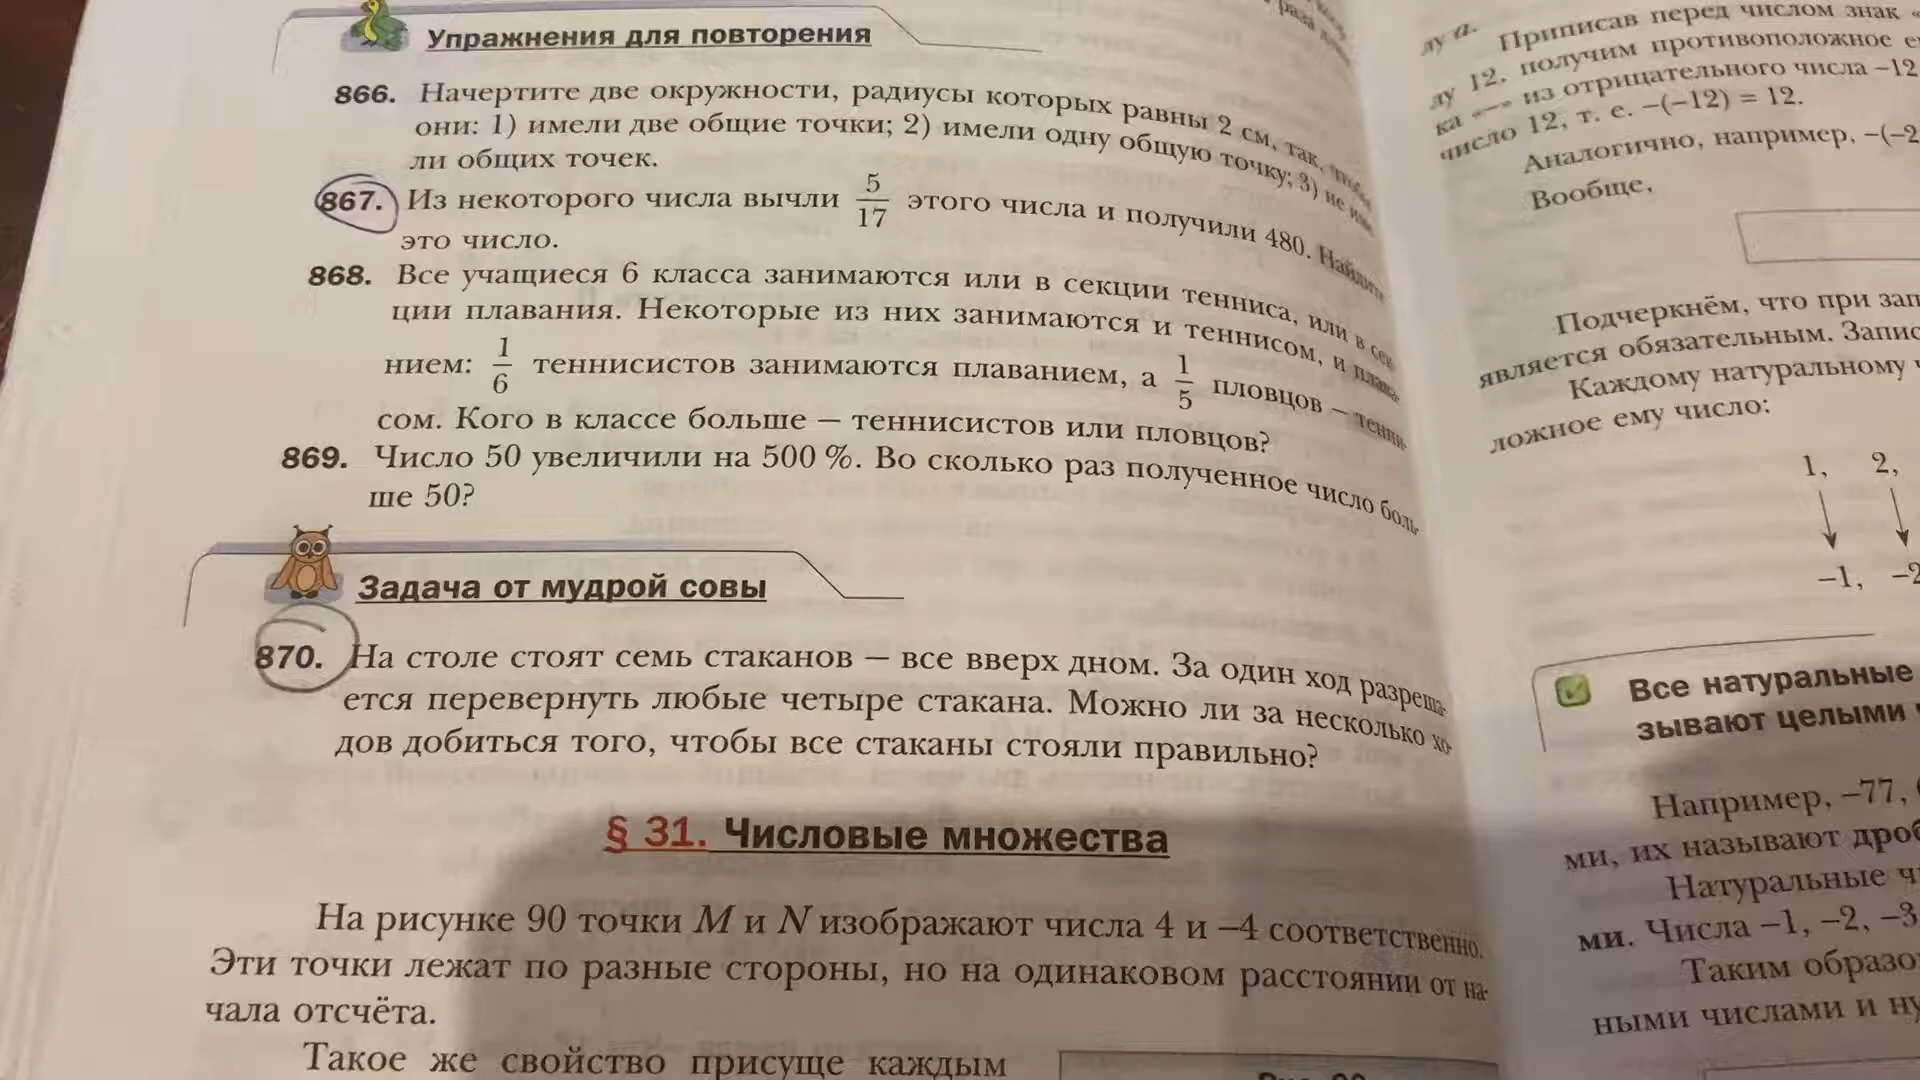 Упражнения для повторения
866. Начертите две окружности, радиусы которых равны 2 см, так, чтобы
они: 1) имели две общие точки; 2) имели одну общую точку; 3) не име-
ли общих точек.
867. Из некоторого числа вычли 5/17 этого числа и получили 480. Найдите
это число.
868. Все учащиеся 6 класса занимаются или в секции тенниса, или в сек-
ции плавания. Некоторые из них занимаются и теннисом, и плава-
нием: 1/6 теннисистов занимаются плаванием, а 1/5 пловцов — тенни-
сом. Кого в классе больше — теннисистов или пловцов?
869. Число 50 увеличили на 500 %. Во сколько раз полученное число боль-
ше 50?
Задача от мудрой совы
870. На столе стоят семь стаканов — все вверх дном. За один ход разреша-
ется перевернуть любые четыре стакана. Можно ли за несколько хо-
дов добиться того, чтобы все стаканы стояли правильно?
§ 31. Числовые множества
На рисунке 90 точки M и N изображают числа 4 и −4 соответственно.
Эти точки лежат по разные стороны, но на одинаковом расстоянии от на-
чала отсчёта.
Такое же свойство присуще каждым
лу a.
Приписав перед числом знак «
лу 12, получим противоположное е
ка «—» из отрицательного числа −12
число 12, т. е. −(−12) = 12.
Аналогично, например, −(−2
Вообще,
Подчеркнём, что при зап
является обязательным. Запис
Каждому натуральному ч
ложное ему число:
1, 2,
−1, −2
Все натуральные
зывают целыми ч
Например, −77,
ми, их называют дроб
Натуральные чи
ми. Числа −1, −2, −3
Таким образо
ными числами и ну